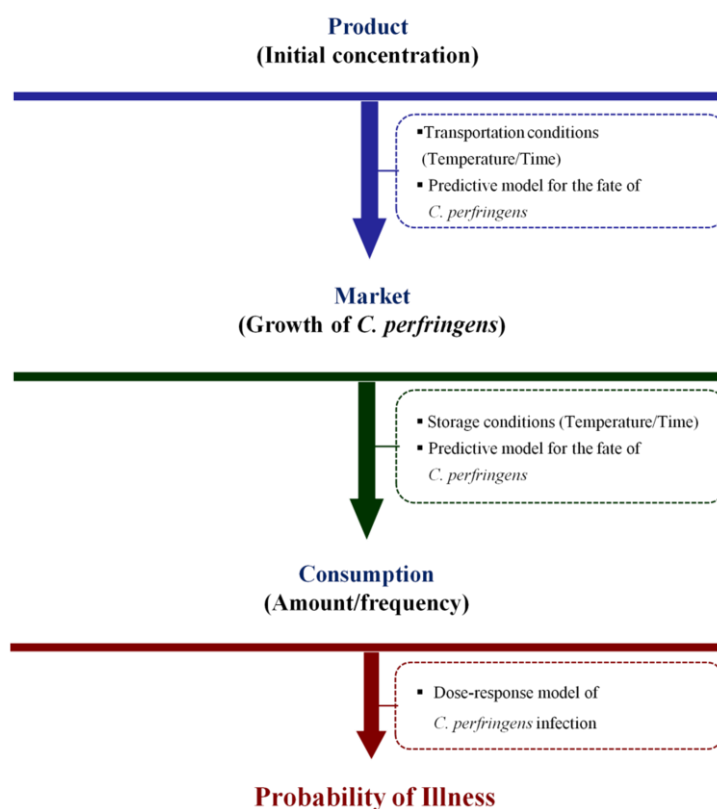 Product
(Initial concentration)
▪Transportation conditions
(Temperature/Time)
▪ Predictive model for the fate of
C. perfringens
Market
(Growth of C. perfringens)
▪ Storage conditions (Temperature/Time)
▪ Predictive model for the fate of
C. perfringens
Consumption
(Amount/frequency)
▪ Dose-response model of
C. perfringens infection
Probability of Illness